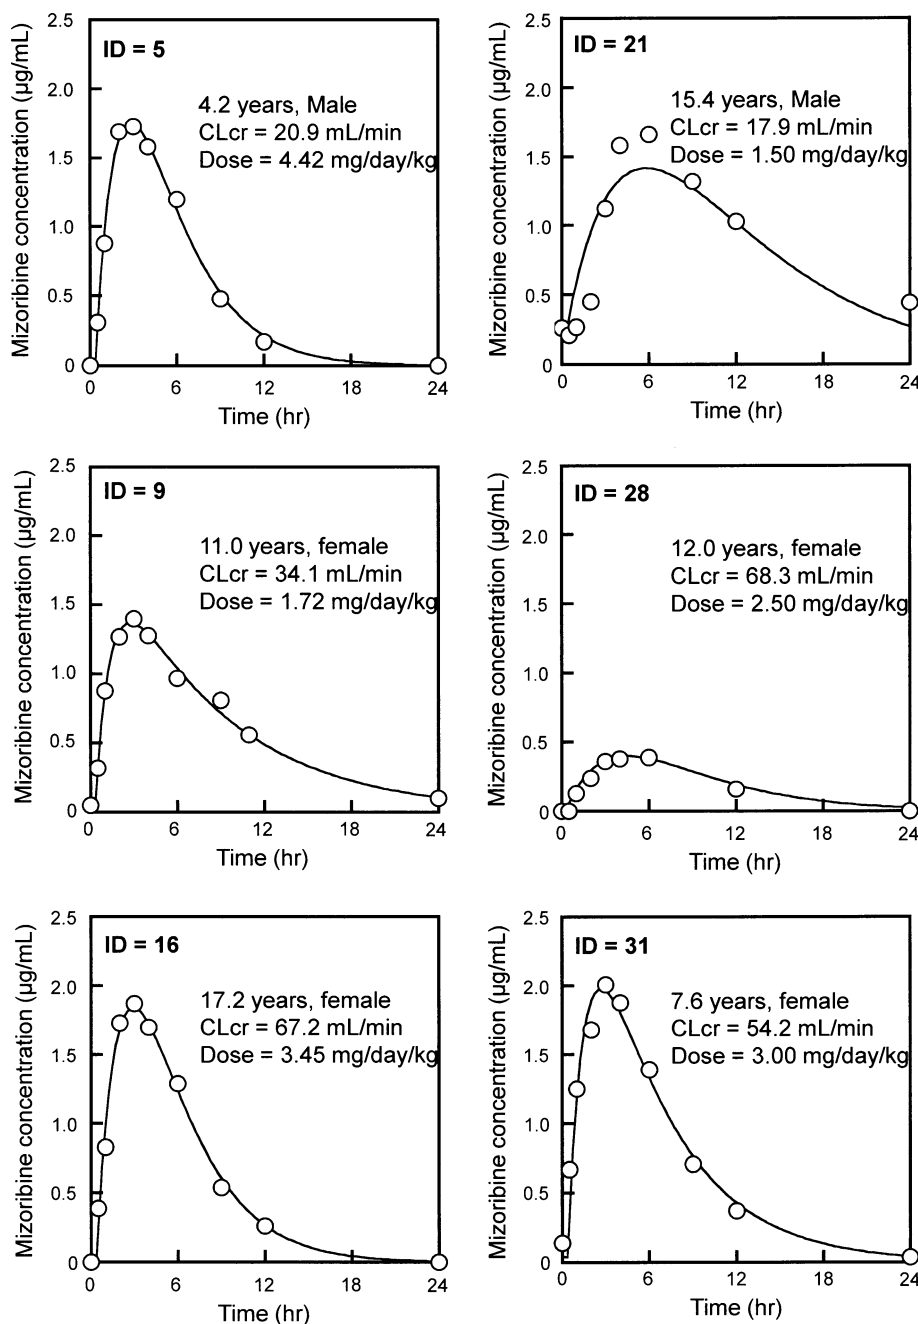 Mizoribine concentration (µg/mL)
2.5
2.0
1.5
1.0
0.5
0
ID = 5
4.2 years, Male
CLcr = 20.9 mL/min
Dose = 4.42 mg/day/kg
0 6 12 18 24
Time (hr)
Mizoribine concentration (µg/mL)
2.5
2.0
1.5
1.0
0.5
0
ID = 21
15.4 years, Male
CLcr = 17.9 mL/min
Dose = 1.50 mg/day/kg
0 6 12 18 24
Time (hr)
Mizoribine concentration (µg/mL)
2.5
2.0
1.5
1.0
0.5
0
ID = 9
11.0 years, female
CLcr = 34.1 mL/min
Dose = 1.72 mg/day/kg
0 6 12 18 24
Time (hr)
Mizoribine concentration (µg/mL)
2.5
2.0
1.5
1.0
0.5
0
ID = 28
12.0 years, female
CLcr = 68.3 mL/min
Dose = 2.50 mg/day/kg
0 6 12 18 24
Time (hr)
Mizoribine concentration (µg/mL)
2.5
2.0
1.5
1.0
0.5
0
ID = 16
17.2 years, female
CLcr = 67.2 mL/min
Dose = 3.45 mg/day/kg
0 6 12 18 24
Time (hr)
Mizoribine concentration (µg/mL)
2.5
2.0
1.5
1.0
0.5
0
ID = 31
7.6 years, female
CLcr = 54.2 mL/min
Dose = 3.00 mg/day/kg
0 6 12 18 24
Time (hr)